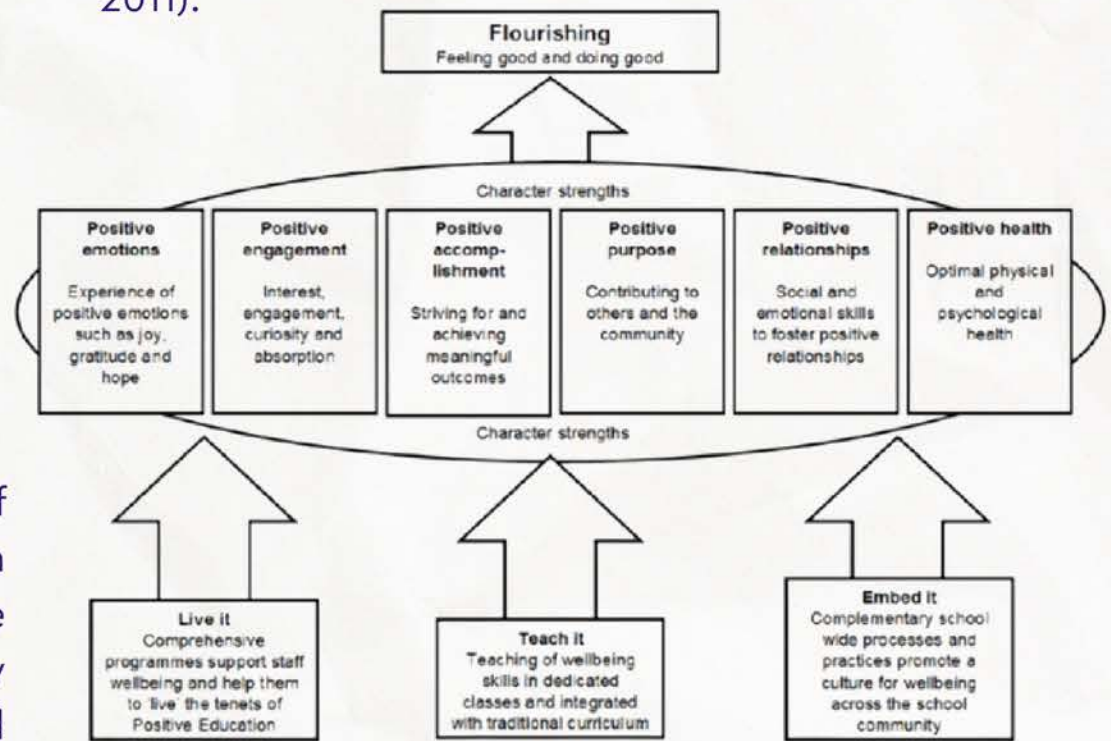 2011).
Flourishing
Feeling good and doing good
Character strengths
Positive
emotions
Experience of
positive emotions
such as joy,
gratitude and
hope
Positive
engagement
Interest,
engagement,
curiosity and
absorption
Positive
accomp-
lishment
Striving for and
achieving
meaningful
outcomes
Positive
purpose
Contributing to
others and the
community
Positive
relationships
Social and
emotional skills
to foster positive
relationships
Positive health
Optimal physical
and
psychological
health
Character strengths
Live it
Comprehensive
programmes support staff
wellbeing and help them
to 'live' the tenets of
Positive Education
Teach it
Teaching of wellbeing
skills in dedicated
classes and integrated
with traditional curriculum
Embed it
Complementary school
wide processes and
practices promote a
culture for wellbeing
across the school
community